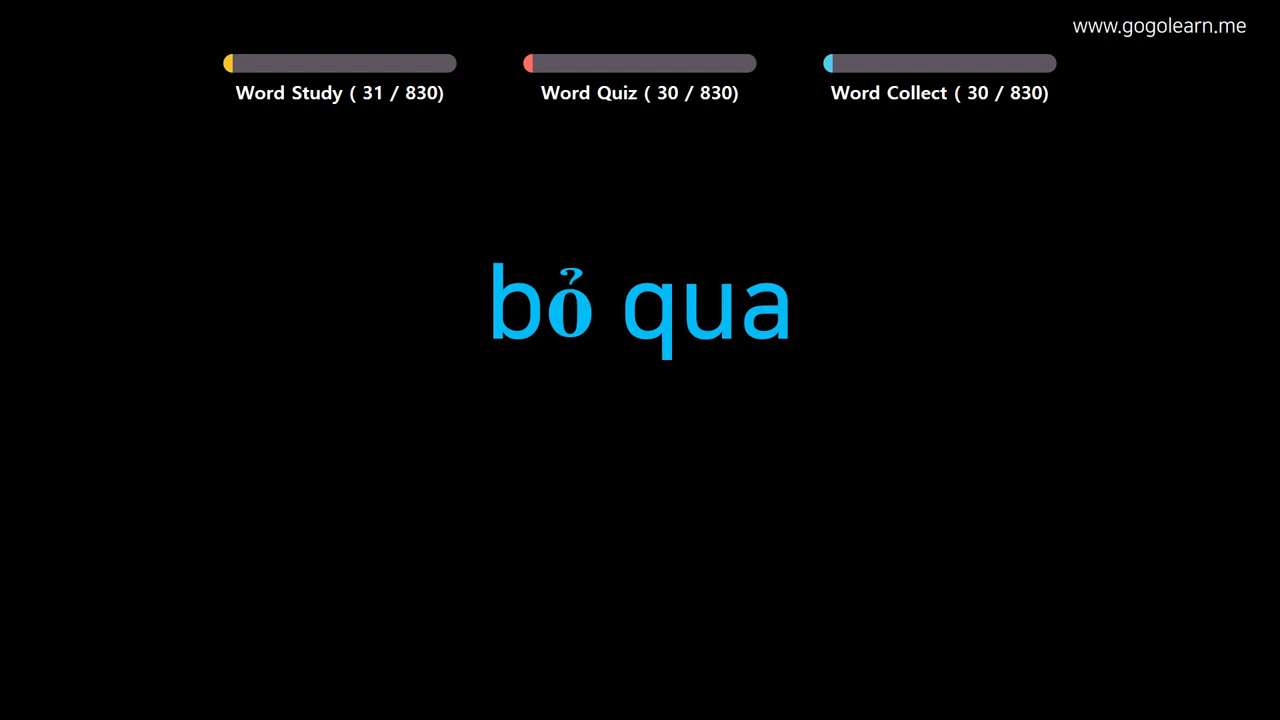 www.gogolearn.me
Word Study ( 31 / 830)
Word Quiz ( 30 / 830)
Word Collect ( 30 / 830)
bỏ qua